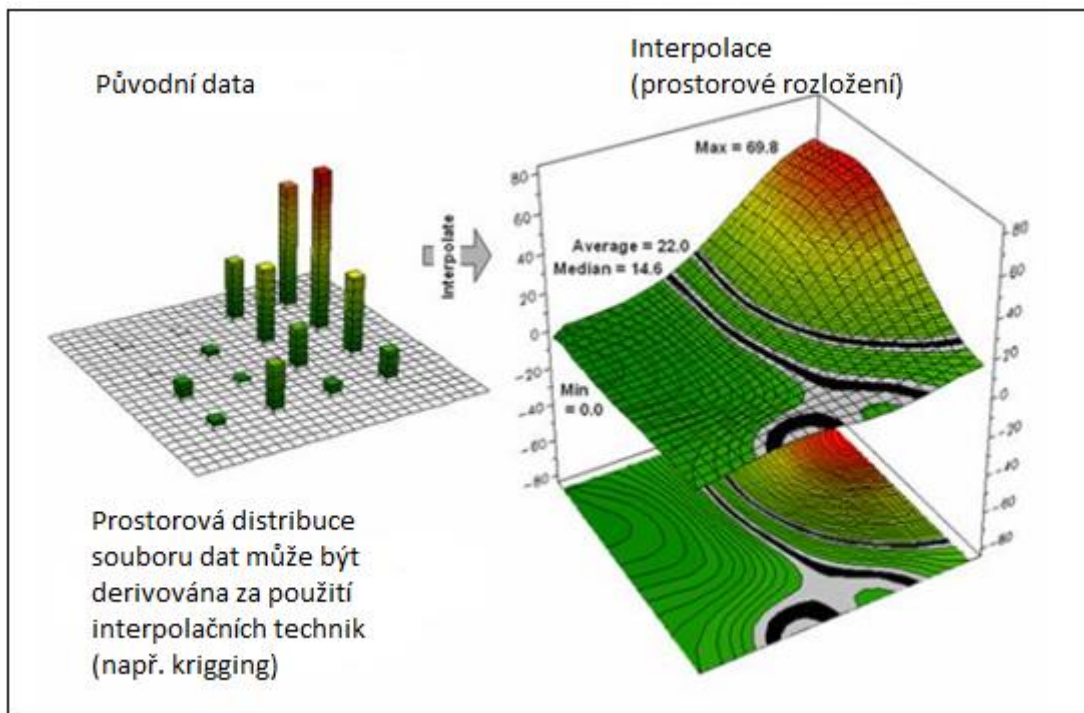 Původní data
Interpolace
(prostorové rozložení)
Interpolate
Max = 69.8
Average = 22.0
Median = 14.6
Min
= 0.0
80
60
40
20
0
-20
-40
-60
-80
80
60
40
20
0
-20
-40
-60
-80
Prostorová distribuce
souboru dat může být
derivována za použití
interpolačních technik
(např. krigging)